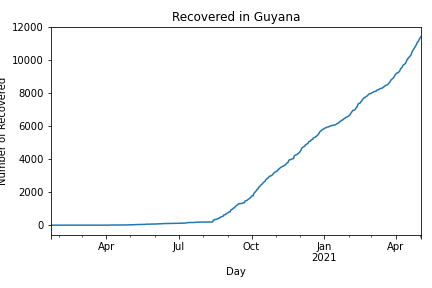 Recovered in Guyana
12000
10000
8000
6000
4000
2000
0
Number of Recovered
Apr
Jul
Oct
Jan
2021
Apr
Day